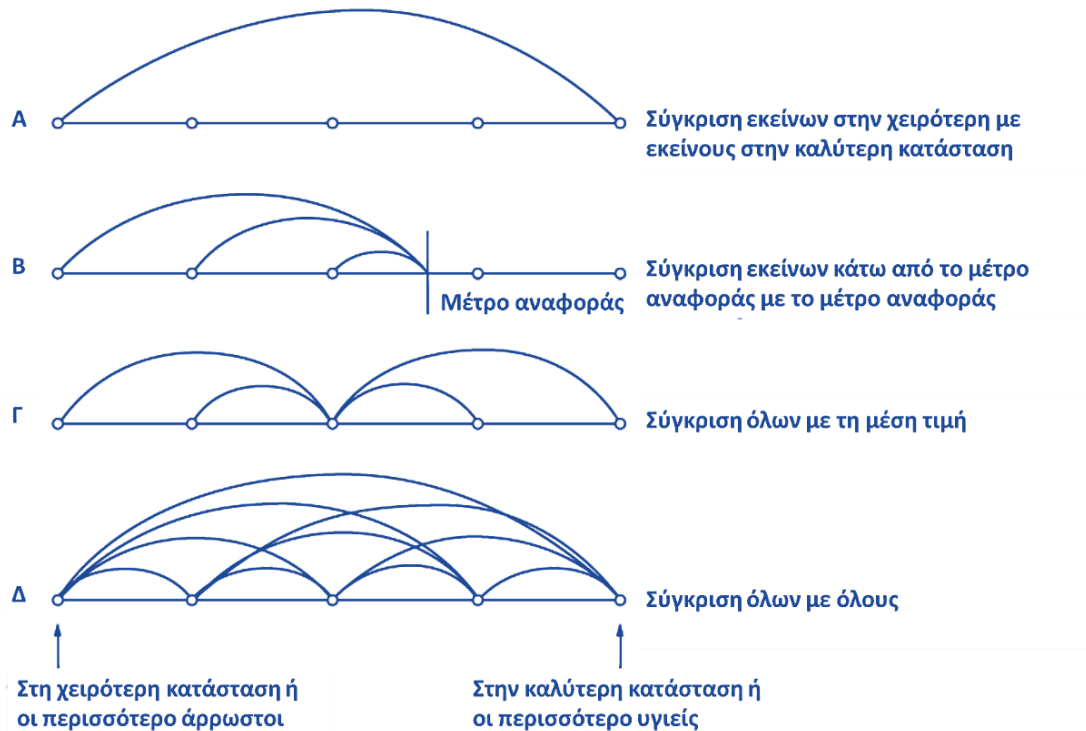 Α
Σύγκριση εκείνων στην χειρότερη με
εκείνους στην καλύτερη κατάσταση
Β
Μέτρο αναφοράς
Σύγκριση εκείνων κάτω από το μέτρο
αναφοράς με το μέτρο αναφοράς
Γ
Σύγκριση όλων με τη μέση τιμή
Δ
Σύγκριση όλων με όλους
Στη χειρότερη κατάσταση ή
οι περισσότερο άρρωστοι
Στην καλύτερη κατάσταση ή
οι περισσότερο υγιείς